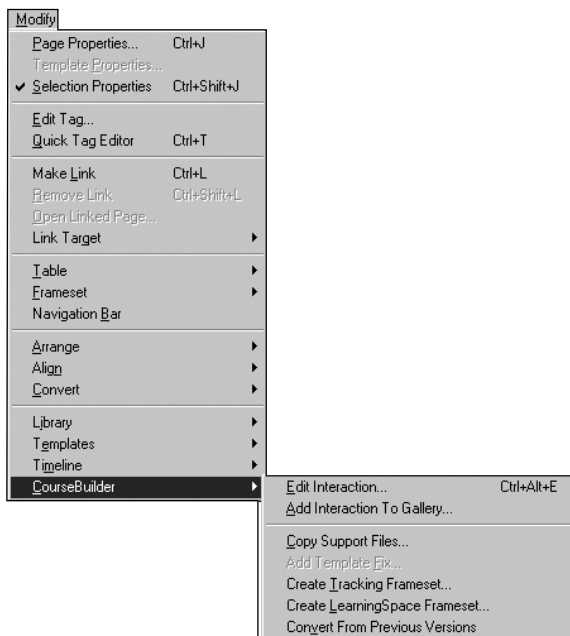 Modify
Page Properties... Ctrl+J
Template Properties...
✔ Selection Properties Ctrl+Shift+J
Edit Tag...
Quick Tag Editor Ctrl+T
Make Link Ctrl+L
Remove Link Ctrl+Shift+L
Open Linked Page...
Link Target
Table
Frameset
Navigation Bar
Arrange
Align
Convert
Library
Templates
Timeline
CourseBuilder
Edit Interaction... Ctrl+Alt+E
Add Interaction To Gallery...
Copy Support Files...
Add Template Fix...
Create Tracking Frameset...
Create LearningSpace Frameset...
Convert From Previous Versions